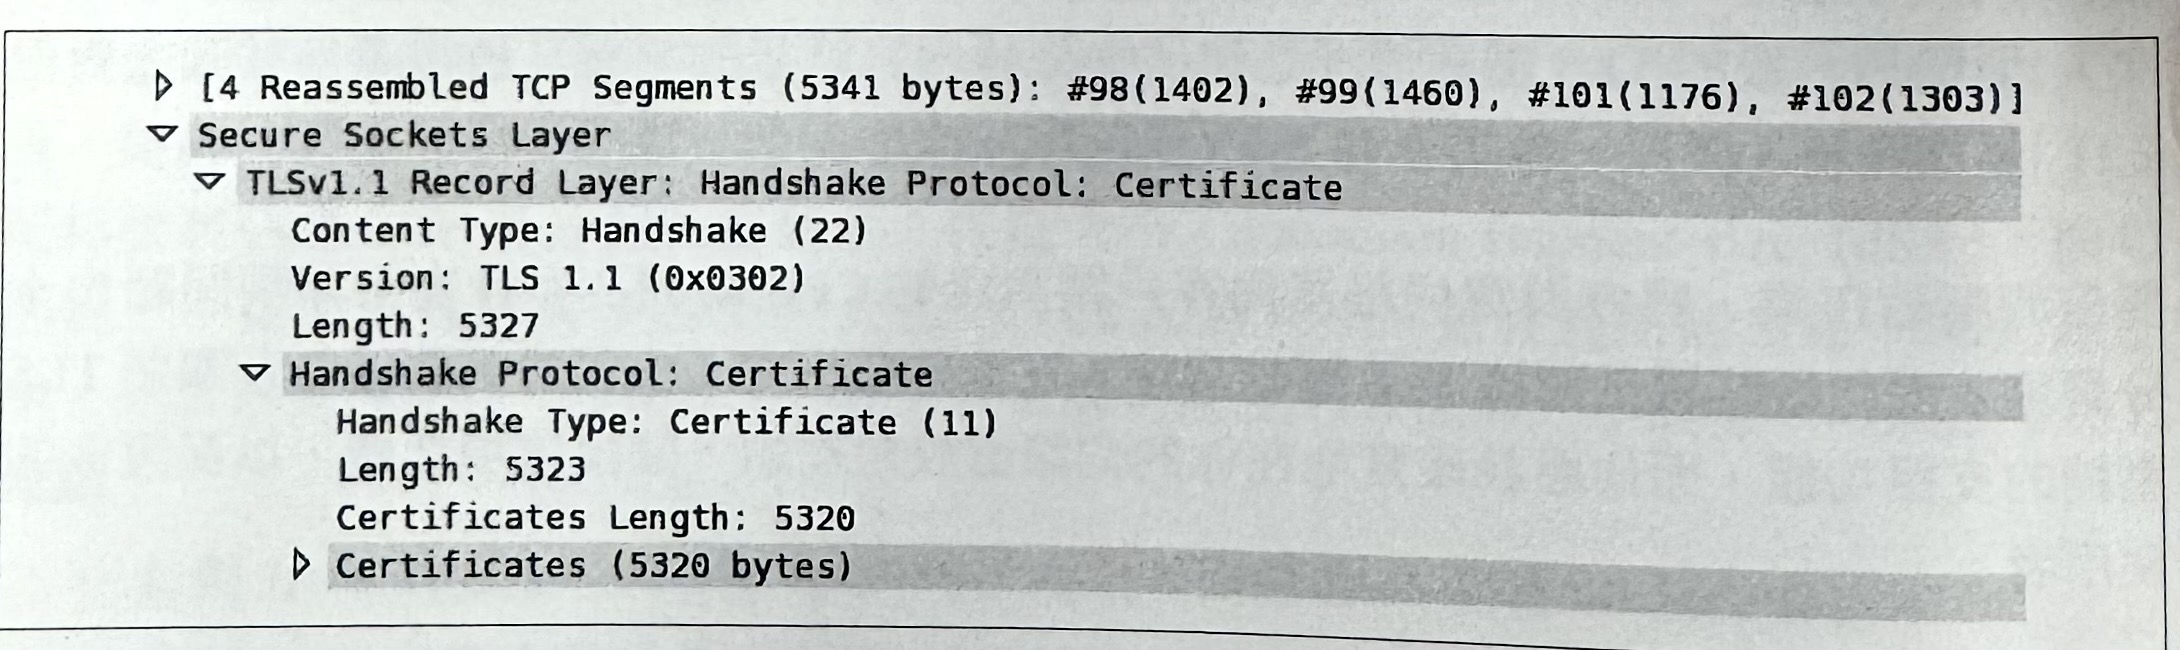 [4 Reassembled TCP Segments (5341 bytes): #98(1402), #99(1460), #101(1176), #102(1303)]
Secure Sockets Layer
TLSv1.1 Record Layer: Handshake Protocol: Certificate
Content Type: Handshake (22)
Version: TLS 1.1 (0x0302)
Length: 5327
Handshake Protocol: Certificate
Handshake Type: Certificate (11)
Length: 5323
Certificates Length: 5320
Certificates (5320 bytes)